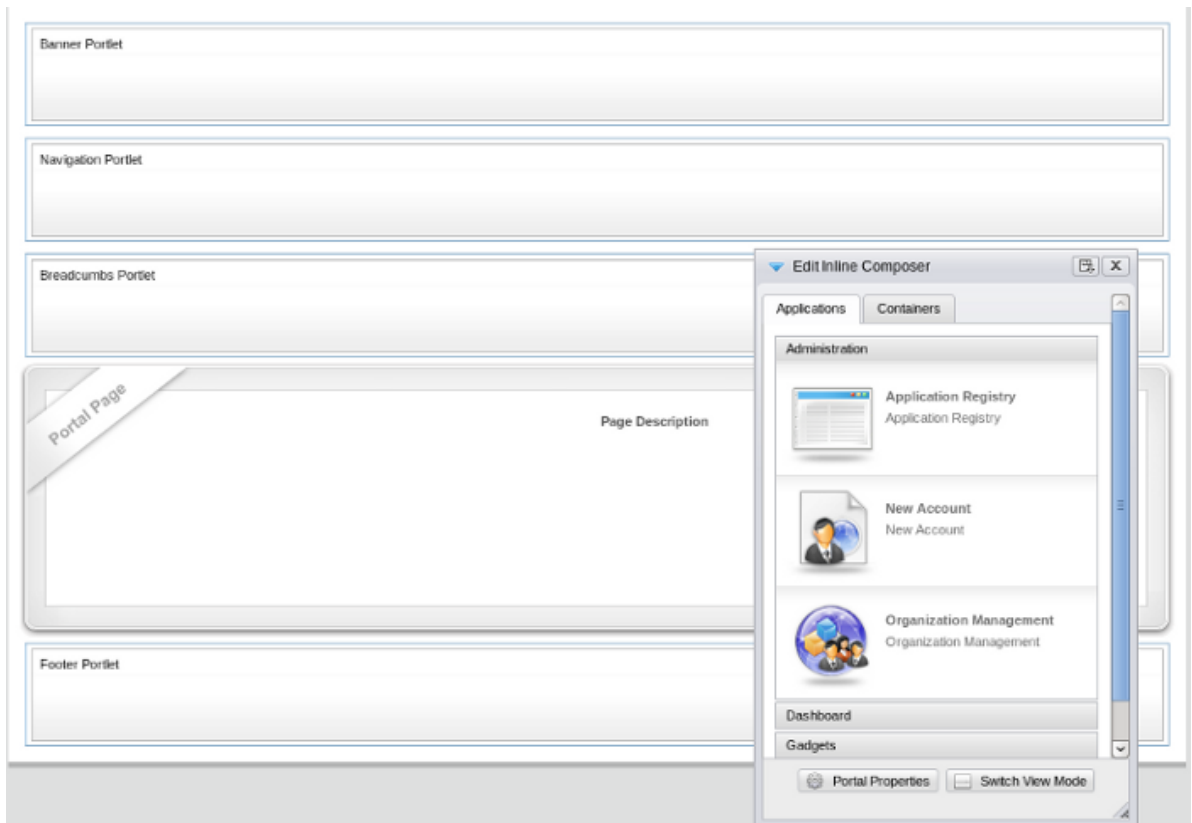 Banner Portlet
Navigation Portlet
Breadcumbs Portlet
Portal Page
Page Description
Footer Portlet
Edit Inline Composer
Applications
Containers
Administration
Application Registry
Application Registry
New Account
New Account
Organization Management
Organization Management
Dashboard
Gadgets
Portal Properties
Switch View Mode